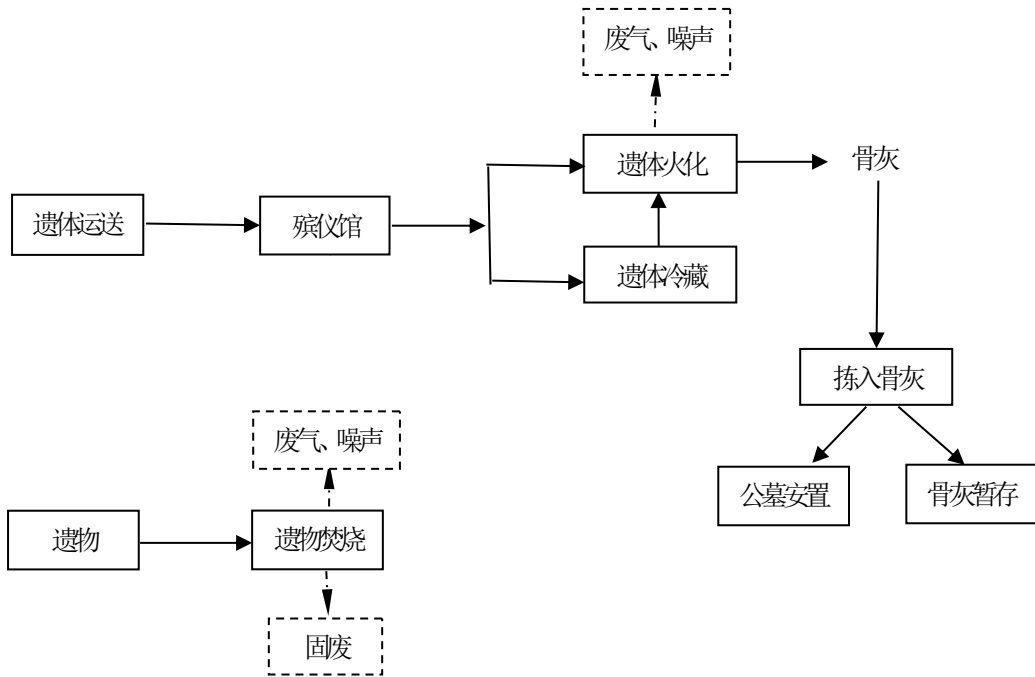 废气、噪声
遗体火化
骨灰
遗体运送
殡仪馆
遗体冷藏
拣入骨灰
废气、噪声
公墓安置
骨灰暂存
遗物
遗物焚烧
固废